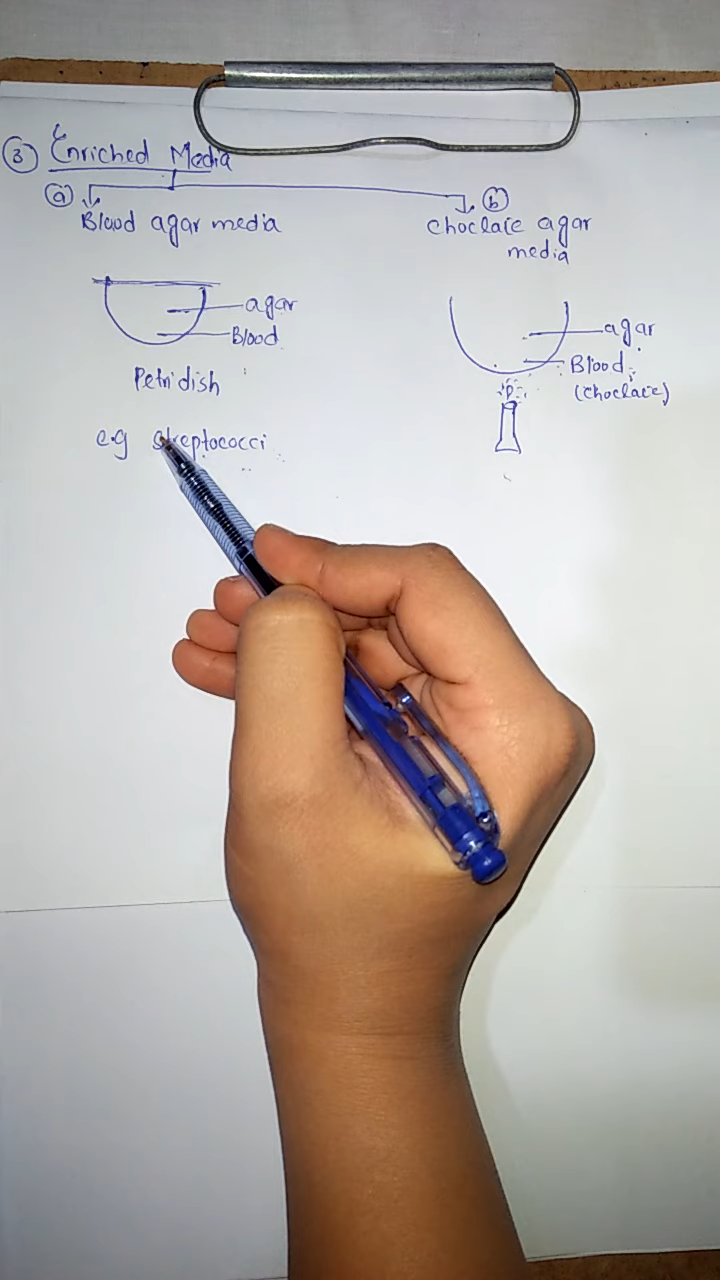 ③ Enriched Media
ⓐ
Blood agar media
ⓑ
Choclate agar
media
agar
Blood
Petri dish
e.g streptococci
agar
Blood
(Choclate)